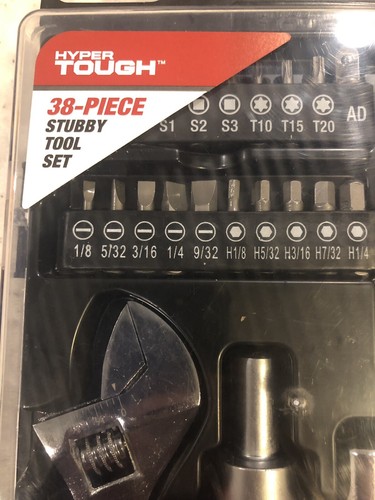 HYPER
TOUGH™
38-PIECE
STUBBY
TOOL
SET
S1 S2 S3 T10 T15 T20 AD
1/8 5/32 3/16 1/4 9/32 H1/8 H5/32 H3/16 H7/32 H1/4